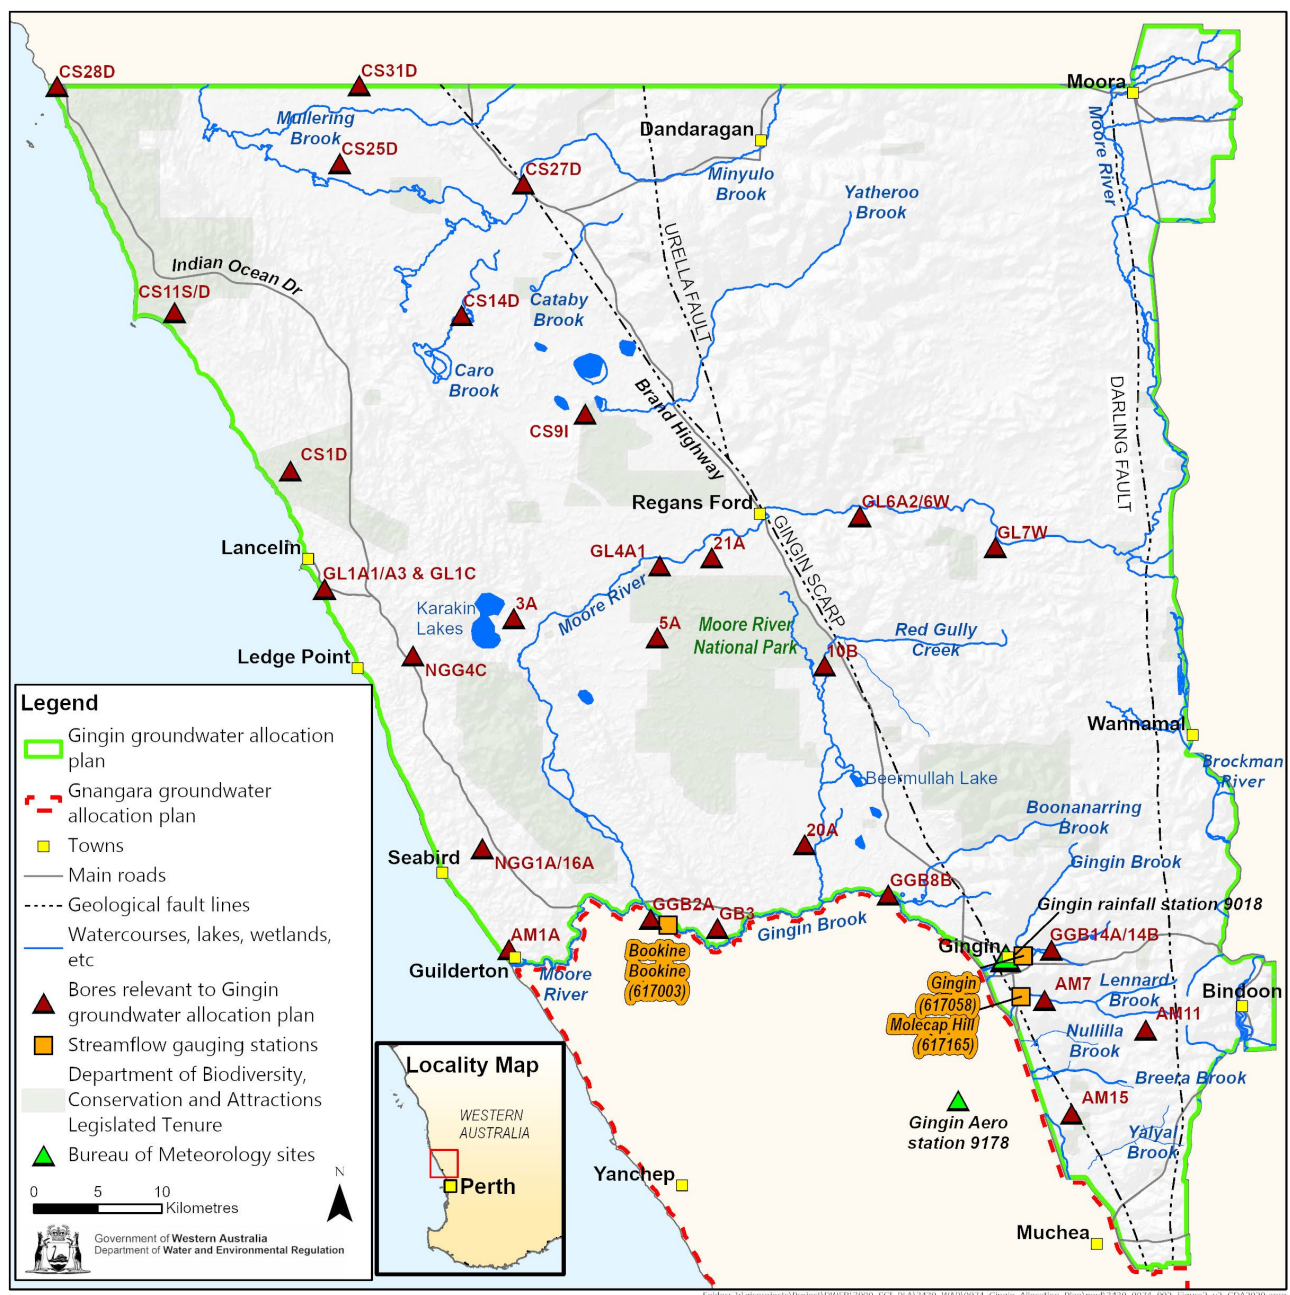 CS28D
CS31D
Moora
Mullering
Brook
Dandaragan
Moore River
CS25D
CS27D
Minyulo
Brook
Yatheroo
Brook
URELLA FAULT
Indian Ocean Dr
CS11S/D
CS14D
Cataby
Brook
Caro
Brook
Brand Highway
DARLING FAULT
CS9I
CS1D
Regans Ford
GL6A2/6W
GINGIN SCARP
GL7W
Lancelin
GL4A1
21A
GL1A1/A3 & GL1C
Karakin
Lakes
3A
Moore River
5A
Moore River
National Park
Red Gully
Creek
10B
Ledge Point
NGG4C
Wannamal
Brockman
River
Beermullah Lake
Boonanarring
Brook
20A
Gingin Brook
Seabird
NGG1A/16A
GGB8B
GGB2A
GB3
Gingin Brook
Gingin rainfall station 9018
GGB14A/14B
Gingin
AM1A
Guilderton
Moore
River
Bookine
Bookine
(617003)
Gingin
(617058)
Molecap Hill
(617165)
AM7
Lennard
Brook
Bindoon
AM11
Nullilla
Brook
Breera Brook
AM15
Gingin Aero
station 9178
Yalyal
Brook
Yanchep
Muchea
Legend
Gingin groundwater allocation
plan
Gnangara groundwater
allocation plan
Towns
Main roads
Geological fault lines
Watercourses, lakes, wetlands,
etc
Bores relevant to Gingin
groundwater allocation plan
Streamflow gauging stations
Department of Biodiversity,
Conservation and Attractions
Legislated Tenure
Bureau of Meteorology sites
N
0 5 10
Kilometres
Government of Western Australia
Department of Water and Environmental Regulation
Locality Map
WESTERN
AUSTRALIA
Perth